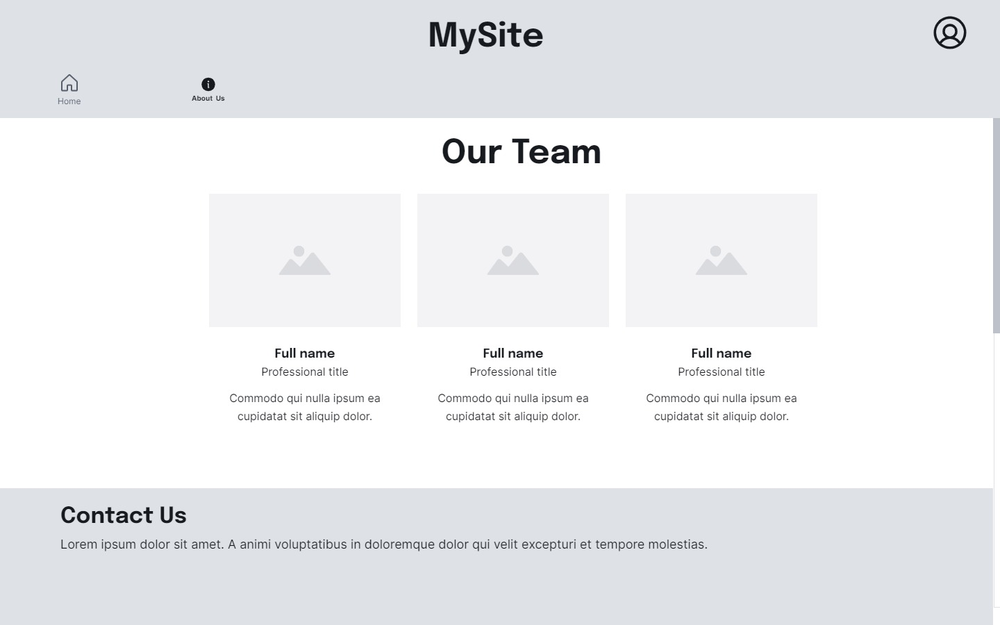 MySite
Home
About Us
Our Team
Full name
Professional title
Commodo qui nulla ipsum ea
cupidatat sit aliquip dolor.
Full name
Professional title
Commodo qui nulla ipsum ea
cupidatat sit aliquip dolor.
Full name
Professional title
Commodo qui nulla ipsum ea
cupidatat sit aliquip dolor.
Contact Us
Lorem ipsum dolor sit amet. A animi voluptatibus in doloremque dolor qui velit excepturi et tempore molestias.